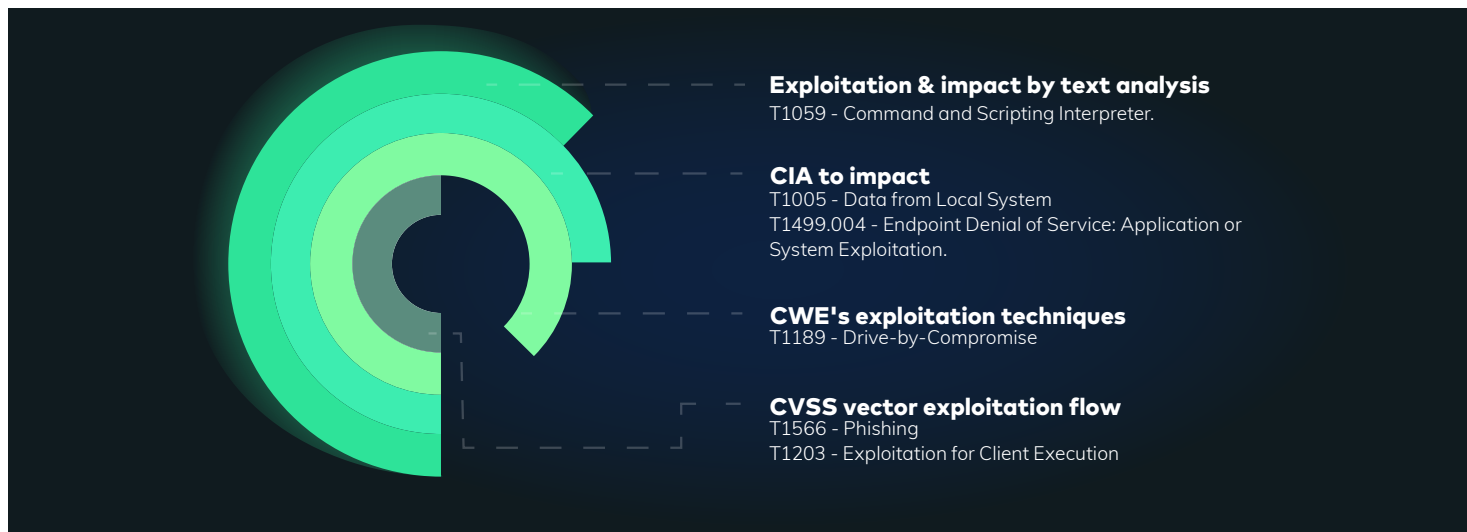 Exploitation & impact by text analysis
T1059 - Command and Scripting Interpreter.
CIA to impact
T1005 - Data from Local System
T1499.004 - Endpoint Denial of Service: Application or
System Exploitation.
CWE's exploitation techniques
T1189 - Drive-by-Compromise
CVSS vector exploitation flow
T1566 - Phishing
T1203 - Exploitation for Client Execution